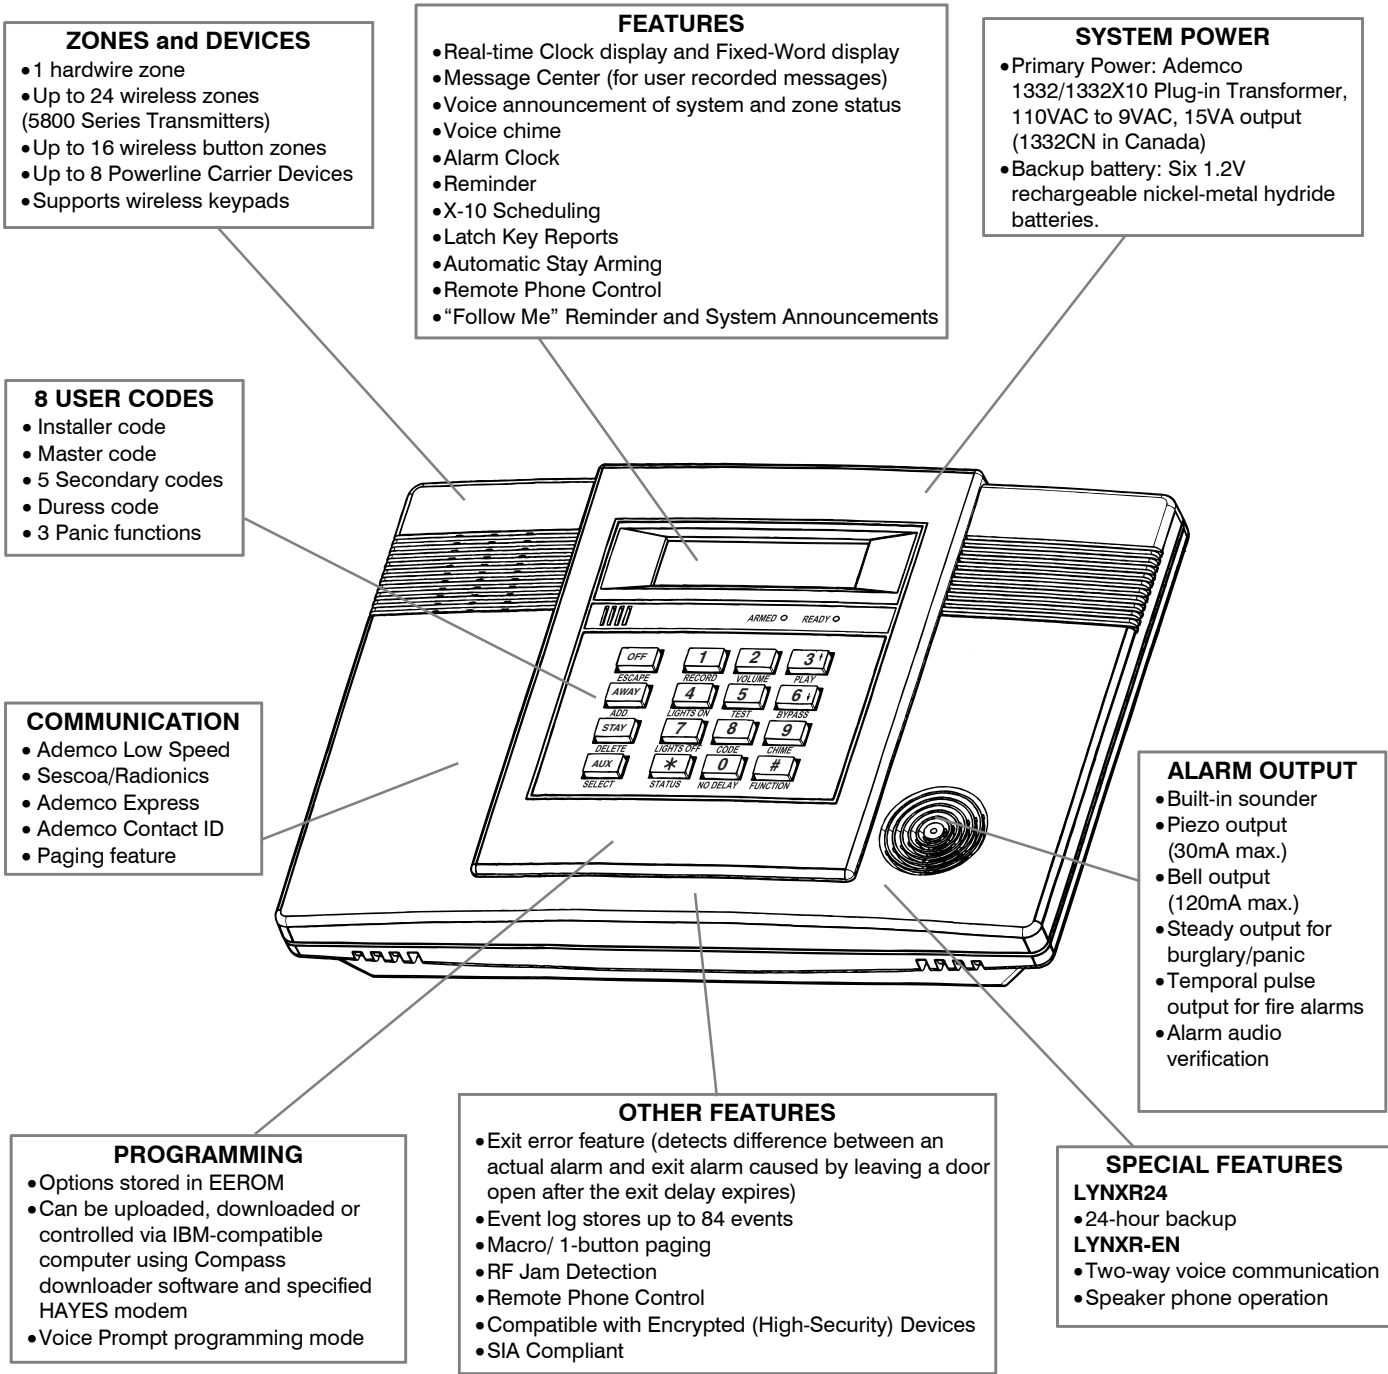 ZONES and DEVICES
•1 hardwire zone
•Up to 24 wireless zones
(5800 Series Transmitters)
•Up to 16 wireless button zones
•Up to 8 Powerline Carrier Devices
•Supports wireless keypads
FEATURES
•Real-time Clock display and Fixed-Word display
•Message Center (for user recorded messages)
•Voice announcement of system and zone status
•Voice chime
•Alarm Clock
•Reminder
•X-10 Scheduling
•Latch Key Reports
•Automatic Stay Arming
•Remote Phone Control
•“Follow Me” Reminder and System Announcements
SYSTEM POWER
•Primary Power: Ademco
1332/1332X10 Plug-in Transformer,
110VAC to 9VAC, 15VA output
(1332CN in Canada)
•Backup battery: Six 1.2V
rechargeable nickel-metal hydride
batteries.
8 USER CODES
• Installer code
• Master code
• 5 Secondary codes
• Duress code
• 3 Panic functions
ARMED READY
OFF 1 2 3
ESCAPE RECORD VOLUME PLAY
AWAY 4 5 6
ADD LIGHTS ON TEST BYPASS
STAY 7 8 9
DELETE LIGHTS OFF CODE CHIME
AUX * 0 #
SELECT STATUS NO DELAY FUNCTION
COMMUNICATION
• Ademco Low Speed
• Sescoa/Radionics
• Ademco Express
• Ademco Contact ID
• Paging feature
ALARM OUTPUT
•Built-in sounder
•Piezo output
(30mA max.)
•Bell output
(120mA max.)
•Steady output for
burglary/panic
•Temporal pulse
output for fire alarms
•Alarm audio
verification
PROGRAMMING
•Options stored in EEROM
•Can be uploaded, downloaded or
controlled via IBM-compatible
computer using Compass
downloader software and specified
HAYES modem
•Voice Prompt programming mode
OTHER FEATURES
•Exit error feature (detects difference between an
actual alarm and exit alarm caused by leaving a door
open after the exit delay expires)
•Event log stores up to 84 events
•Macro/ 1-button paging
•RF Jam Detection
•Remote Phone Control
•Compatible with Encrypted (High-Security) Devices
•SIA Compliant
SPECIAL FEATURES
LYNXR24
•24-hour backup
LYNXR-EN
•Two-way voice communication
•Speaker phone operation